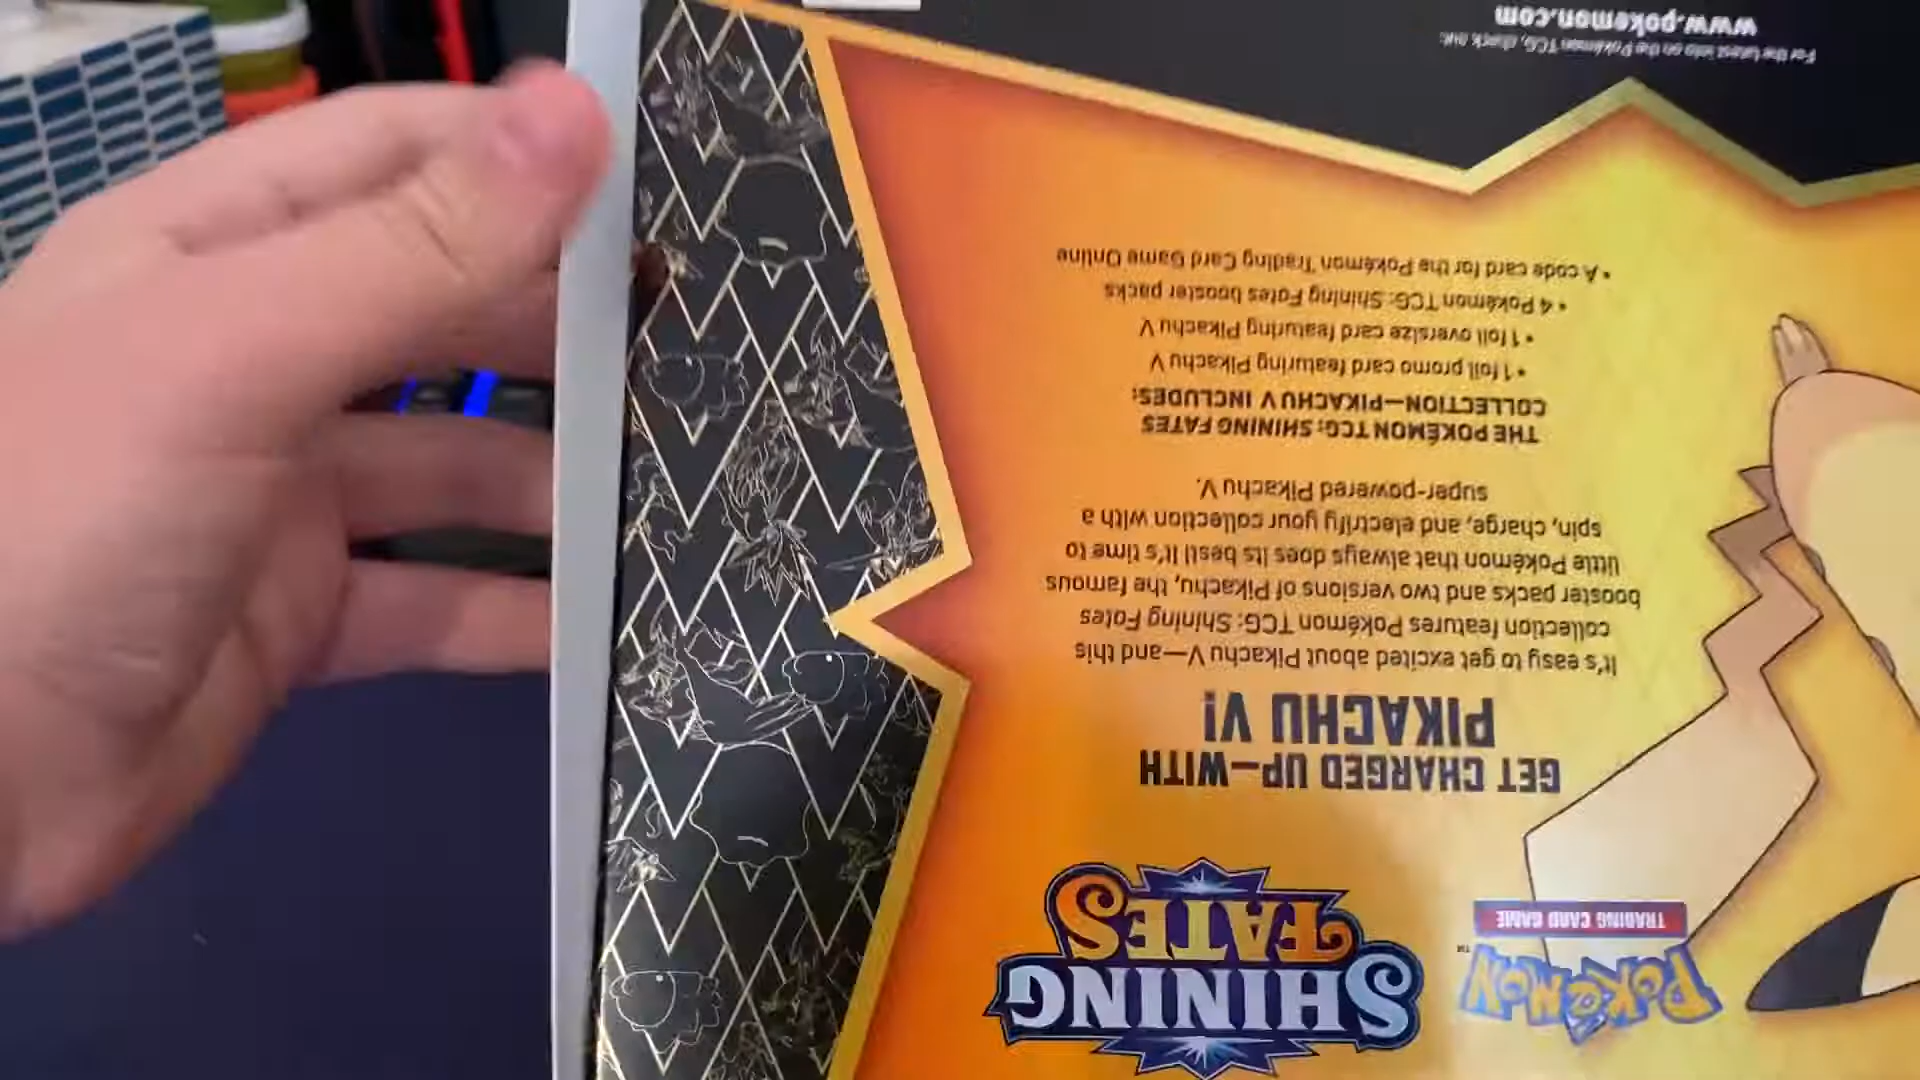 POKéMON
TM
TRADING CARD GAME
SHINING
FATES
GET CHARGED UP—WITH
PIKACHU V!
It's easy to get excited about Pikachu V—and this
collection features Pokémon TCG: Shining Fates
booster packs and two versions of Pikachu, the famous
little Pokémon that always does its best! It's time to
spin, charge, and electrify your collection with a
super-powered Pikachu V.
THE POKÉMON TCG: SHINING FATES
COLLECTION—PIKACHU V INCLUDES:
• 1 foil promo card featuring Pikachu V
• 1 foil oversize card featuring Pikachu V
• 4 Pokémon TCG: Shining Fates booster packs
• A code card for the Pokémon Trading Card Game Online
For the latest info on the Pokémon TCG, check out:
www.pokemon.com